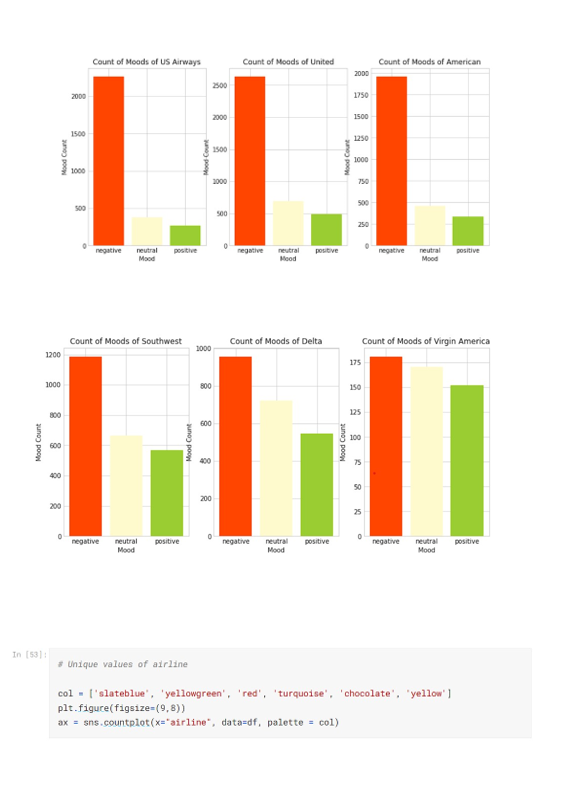 Count of Moods of US Airways
Count of Moods of United
Count of Moods of American
Mood Count
2000
1500
1000
500
0
negative neutral positive
Mood
Mood Count
2500
2000
1500
1000
500
0
negative neutral positive
Mood
Mood Count
2000
1750
1500
1250
1000
750
500
250
0
negative neutral positive
Mood
Count of Moods of Southwest
Count of Moods of Delta
Count of Moods of Virgin America
Mood Count
1200
1000
800
600
400
200
0
negative neutral positive
Mood
Mood Count
1000
800
600
400
200
0
negative neutral positive
Mood
Mood Count
175
150
125
100
75
50
25
0
negative neutral positive
Mood
In [53]:
# Unique values of airline
col = ['slateblue', 'yellowgreen', 'red', 'turquoise', 'chocolate', 'yellow']
plt.figure(figsize=(9,8))
ax = sns.countplot(x="airline", data=df, palette = col)